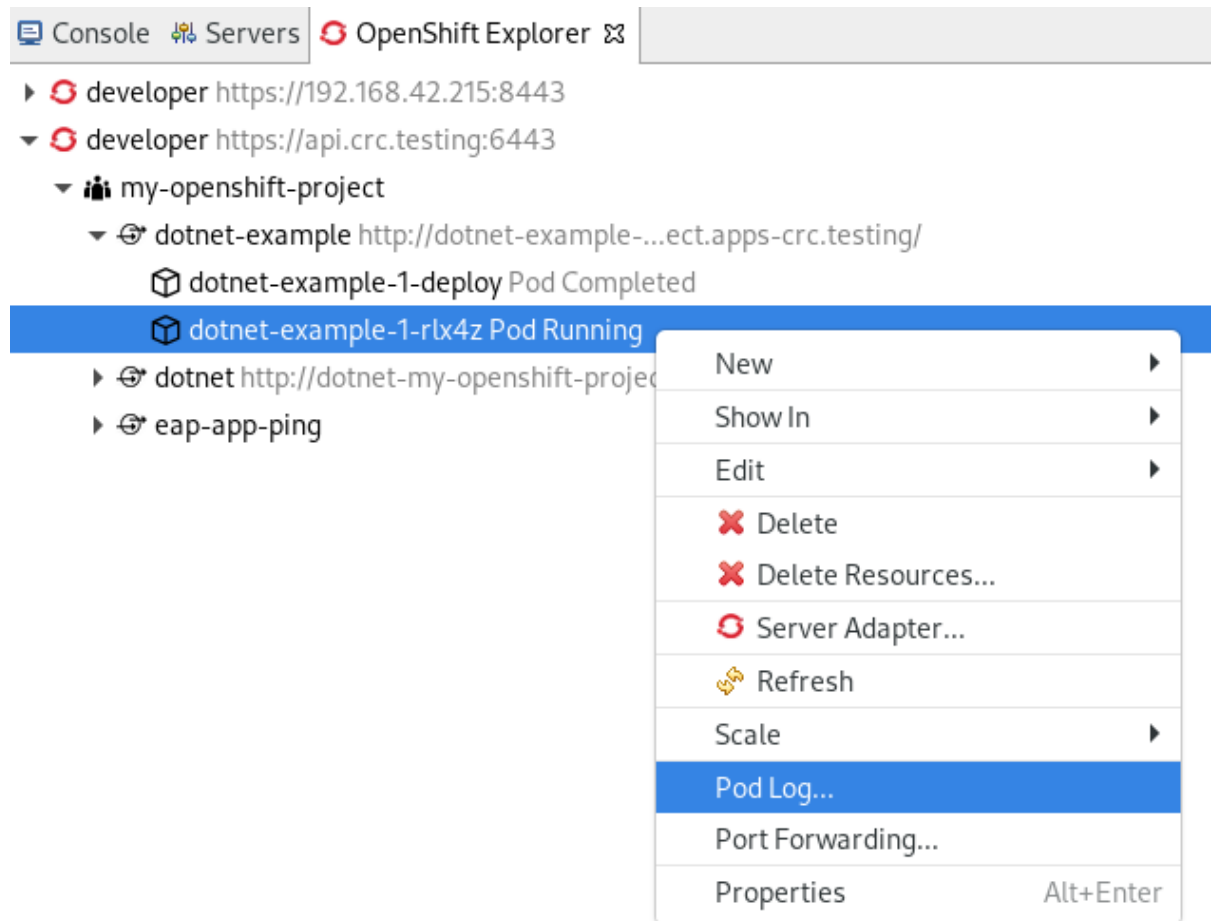 Console Servers OpenShift Explorer
developer https://192.168.42.215:8443
developer https://api.crc.testing:6443
my-openshift-project
dotnet-example http://dotnet-example-...ect.apps-crc.testing/
dotnet-example-1-deploy Pod Completed
dotnet-example-1-rlx4z Pod Running
dotnet http://dotnet-my-openshift-projec
eap-app-ping
New
Show In
Edit
Delete
Delete Resources...
Server Adapter...
Refresh
Scale
Pod Log...
Port Forwarding...
Properties Alt+Enter